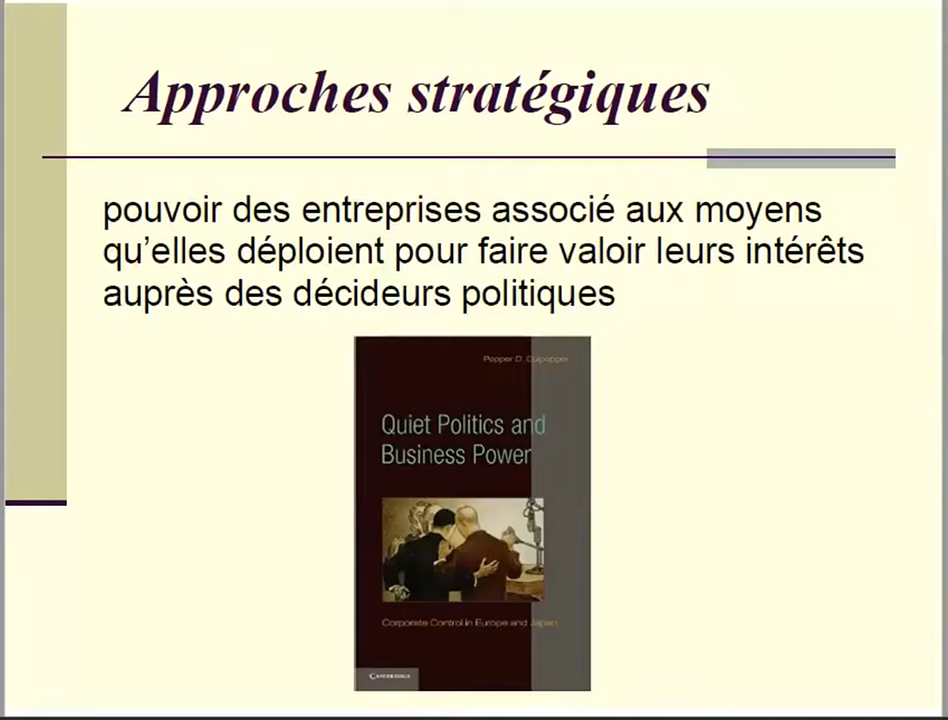 Approches stratégiques
pouvoir des entreprises associé aux moyens
qu’elles déploient pour faire valoir leurs intérêts
auprès des décideurs politiques
Pepper D. Culpepper
Quiet Politics and
Business Power
Corporate Control in Europe and Japan
CAMBRIDGE